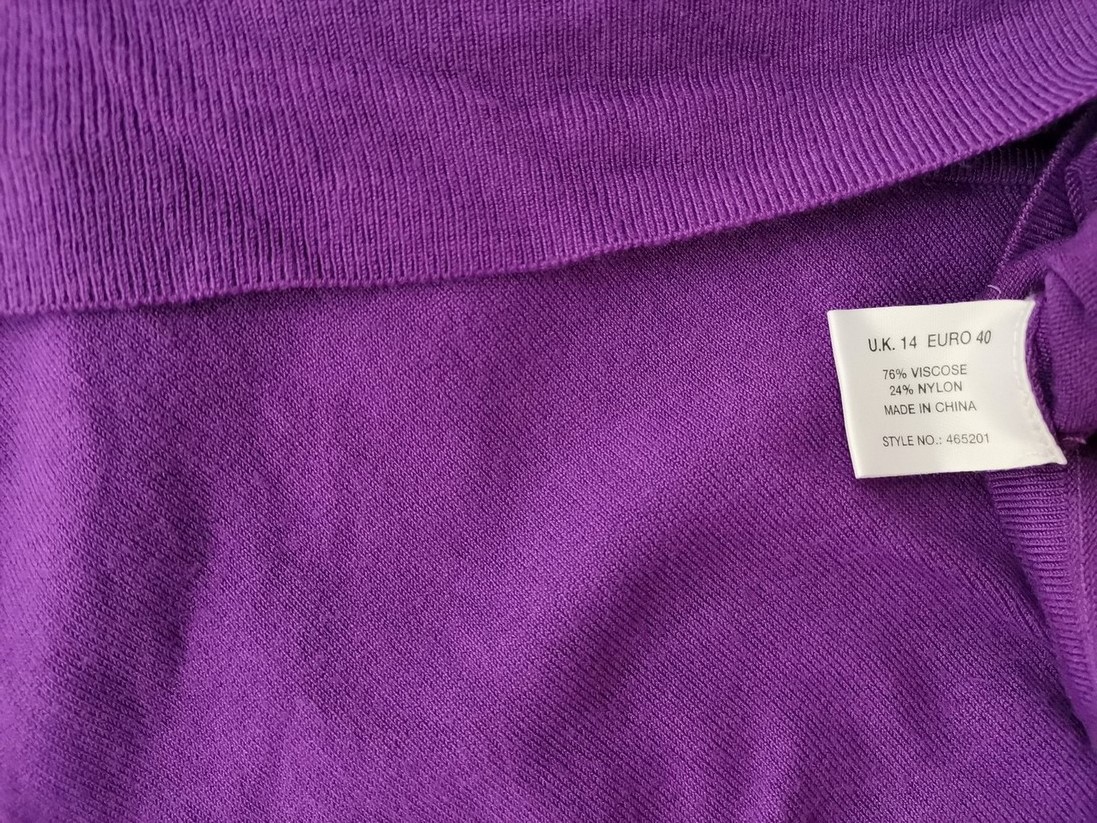 U.K. 14 EURO 40
76% VISCOSE
24% NYLON
MADE IN CHINA
STYLE NO.: 465201